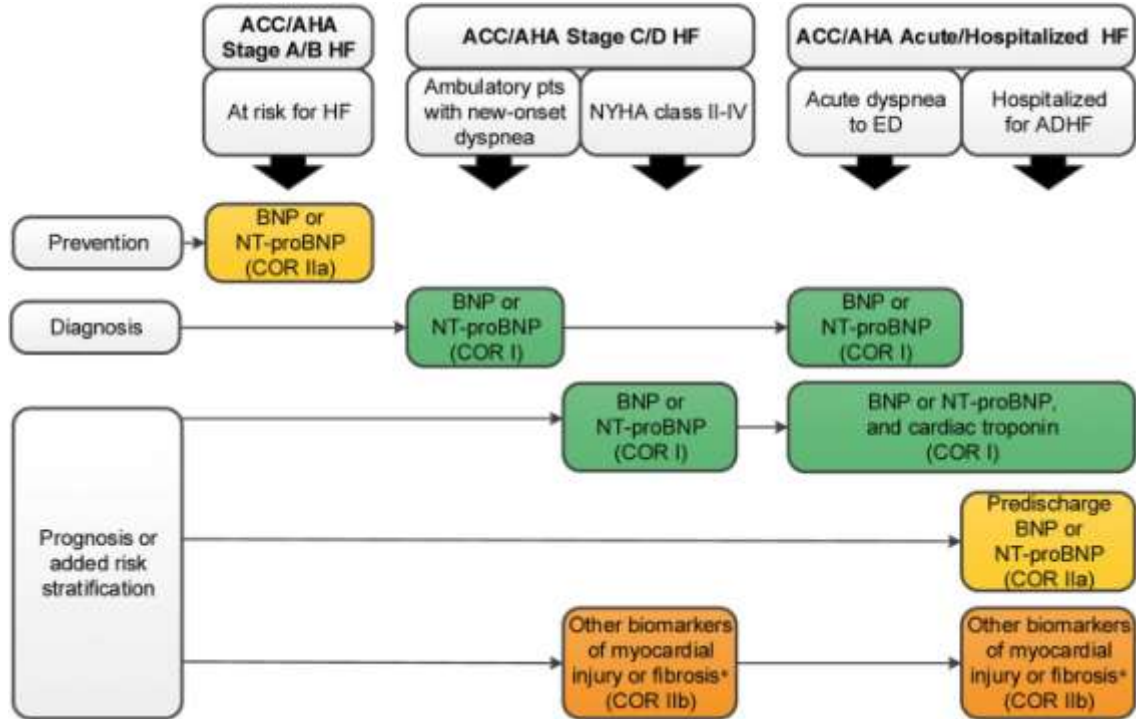 ACC/AHA
Stage A/B HF
ACC/AHA Stage C/D HF
ACC/AHA Acute/Hospitalized HF
At risk for HF
Ambulatory pts
with new-onset
dyspnea
NYHA class II-IV
Acute dyspnea
to ED
Hospitalized
for ADHF
Prevention
BNP or
NT-proBNP
(COR IIa)
Diagnosis
BNP or
NT-proBNP
(COR I)
BNP or
NT-proBNP
(COR I)
Prognosis or
added risk
stratification
BNP or
NT-proBNP
(COR I)
BNP or NT-proBNP,
and cardiac troponin
(COR I)
Predischarge
BNP or
NT-proBNP
(COR IIa)
Other biomarkers
of myocardial
injury or fibrosis*
(COR IIb)
Other biomarkers
of myocardial
injury or fibrosis*
(COR IIb)